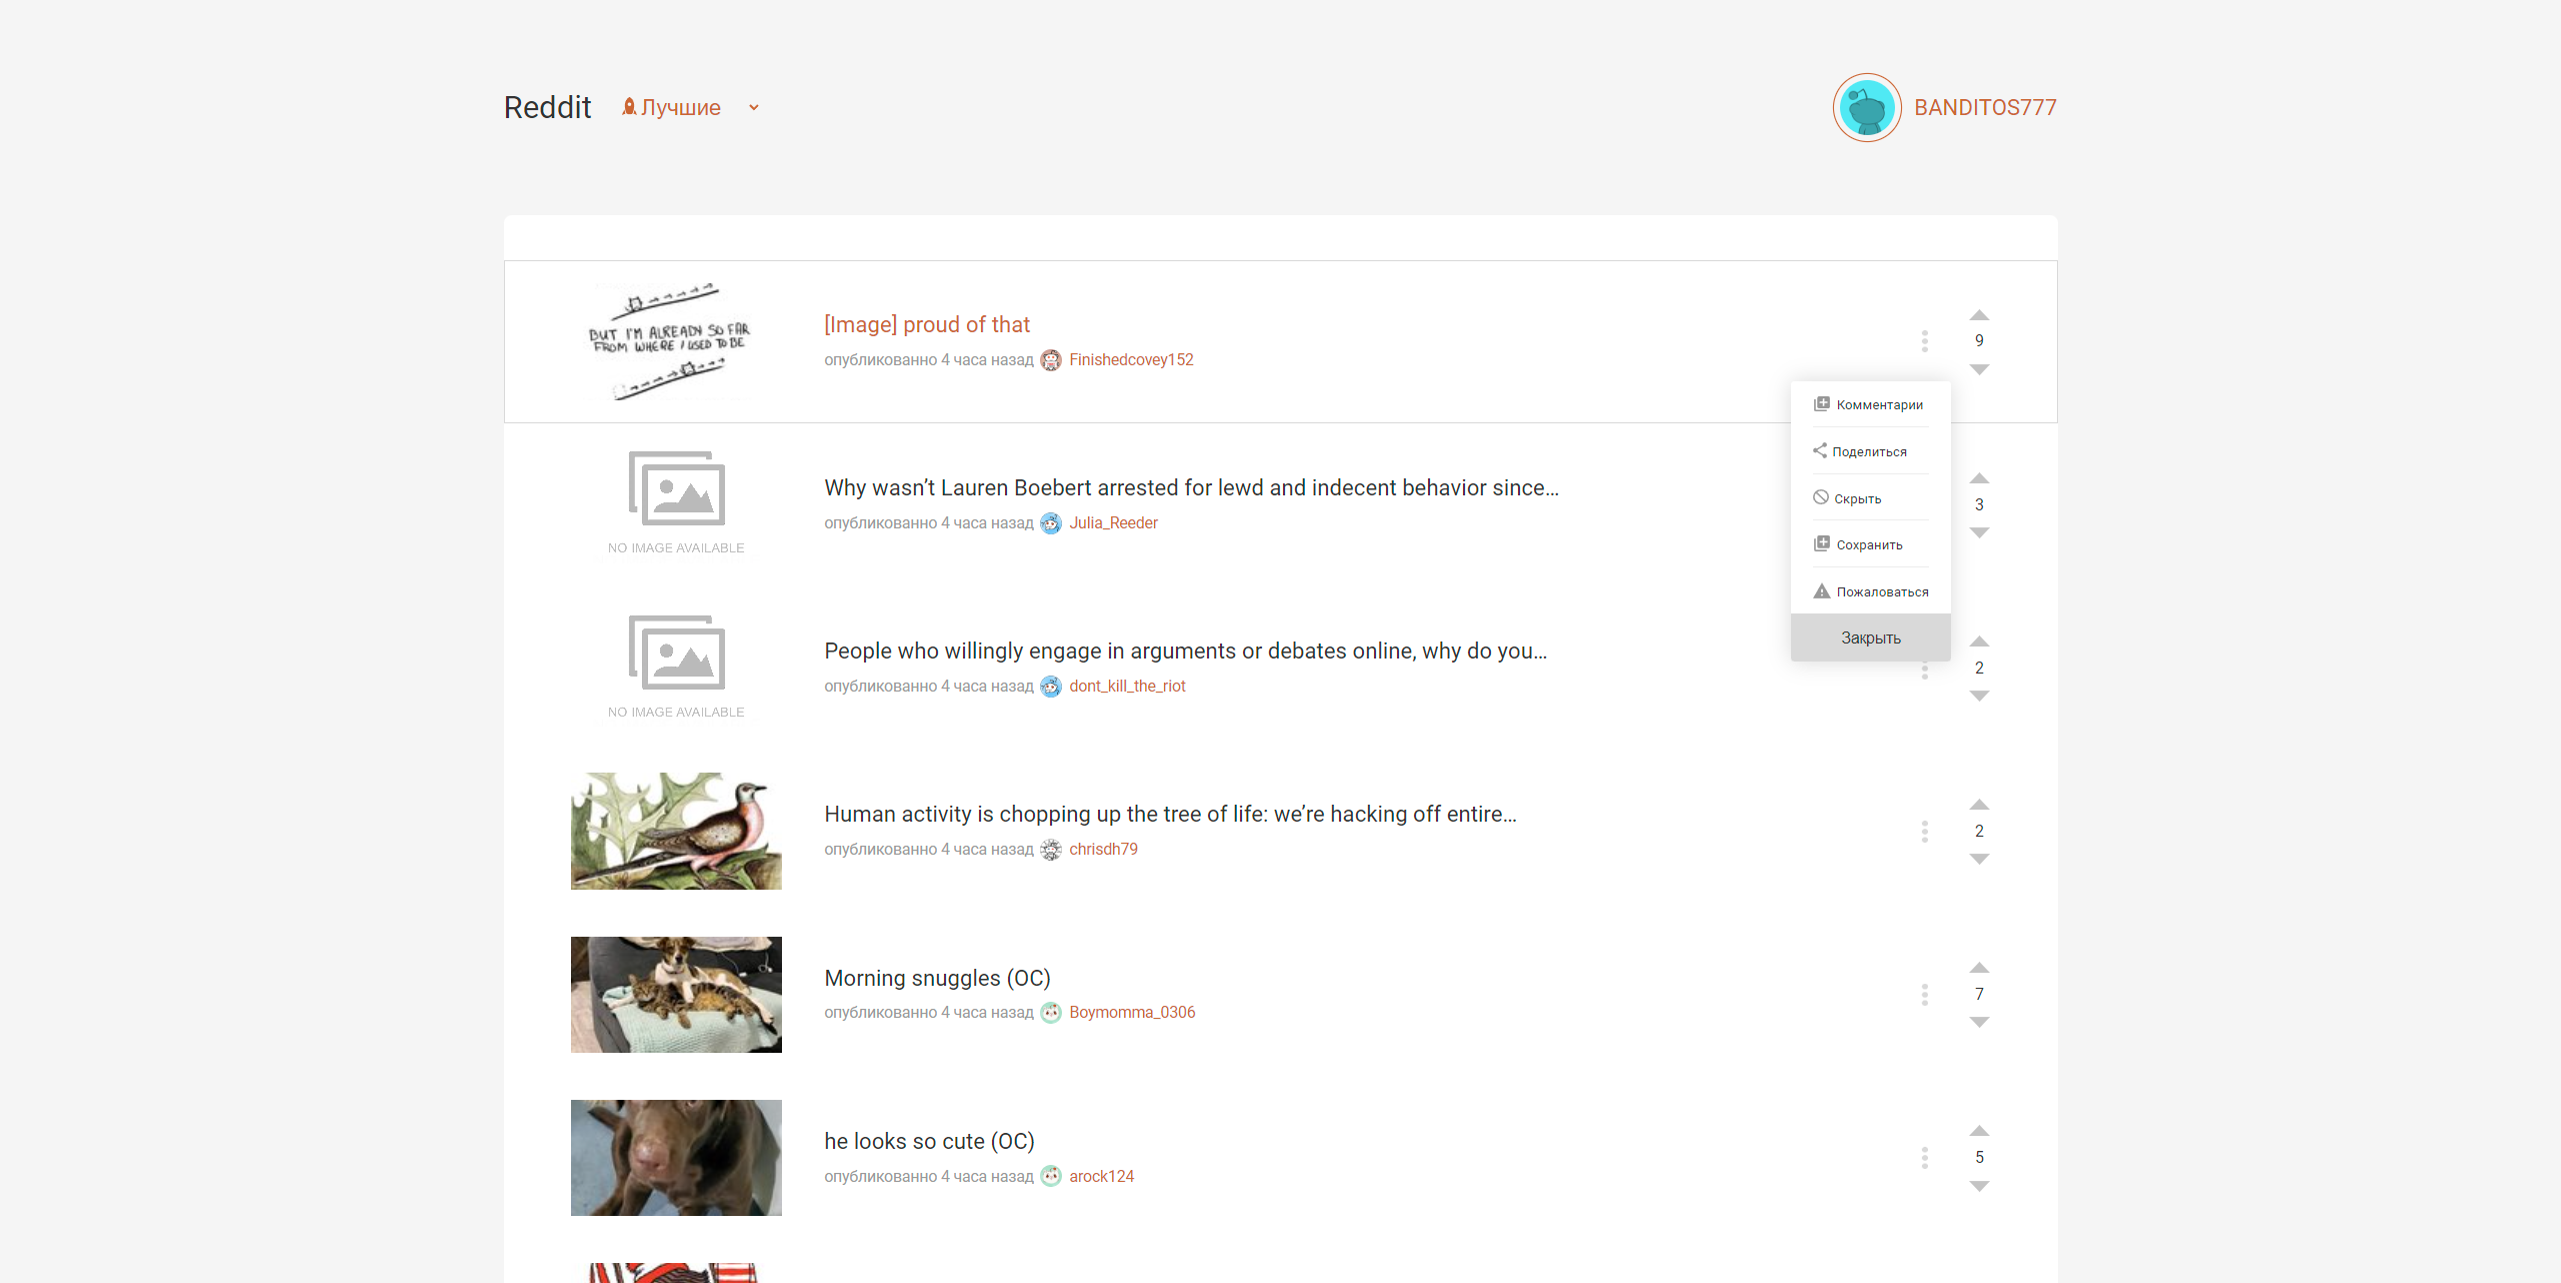 Reddit
Лучшие
BANDITOS777
BUT I'M ALREADY SO FAR
FROM WHERE I USED TO BE
[Image] proud of that
опубликованно 4 часа назад Finishedcovey152
9
Комментарии
Поделиться
Скрыть
Сохранить
Пожаловаться
Закрыть
NO IMAGE AVAILABLE
Why wasn’t Lauren Boebert arrested for lewd and indecent behavior since...
опубликованно 4 часа назад Julia_Reeder
3
NO IMAGE AVAILABLE
People who willingly engage in arguments or debates online, why do you...
опубликованно 4 часа назад dont_kill_the_riot
2
Human activity is chopping up the tree of life: we’re hacking off entire...
опубликованно 4 часа назад chrisdh79
2
Morning snuggles (OC)
опубликованно 4 часа назад Boymomma_0306
7
he looks so cute (OC)
опубликованно 4 часа назад arock124
5